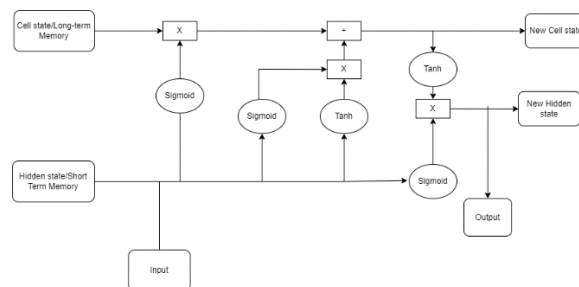 Cell state/Long-term
Memory
X
+
New Cell state
X
Tanh
Sigmoid
Sigmoid
Tanh
X
New Hidden
state
Hidden state/Short
Term Memory
Sigmoid
Output
Input